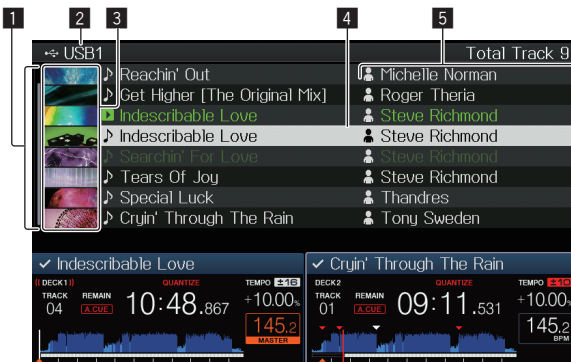 1 2 3 4 5
USB1 Total Track 9
Reachin' Out Michelle Norman
Get Higher [The Original Mix] Roger Theria
Indescribable Love Steve Richmond
Indescribable Love Steve Richmond
Searchin' For Love Steve Richmond
Tears Of Joy Steve Richmond
Special Luck Thandres
Cryin' Through The Rain Tony Sweden
Indescribable Love Cryin' Through The Rain
DECK1 QUANTIZE TEMPO ±16 DECK2 QUANTIZE TEMPO ±10
TRACK REMAIN 10:48.867 +10.00% TRACK REMAIN 09:11.531 +10.00%
04 A.CUE 145.2 01 A.CUE 145.2
MASTER BPM